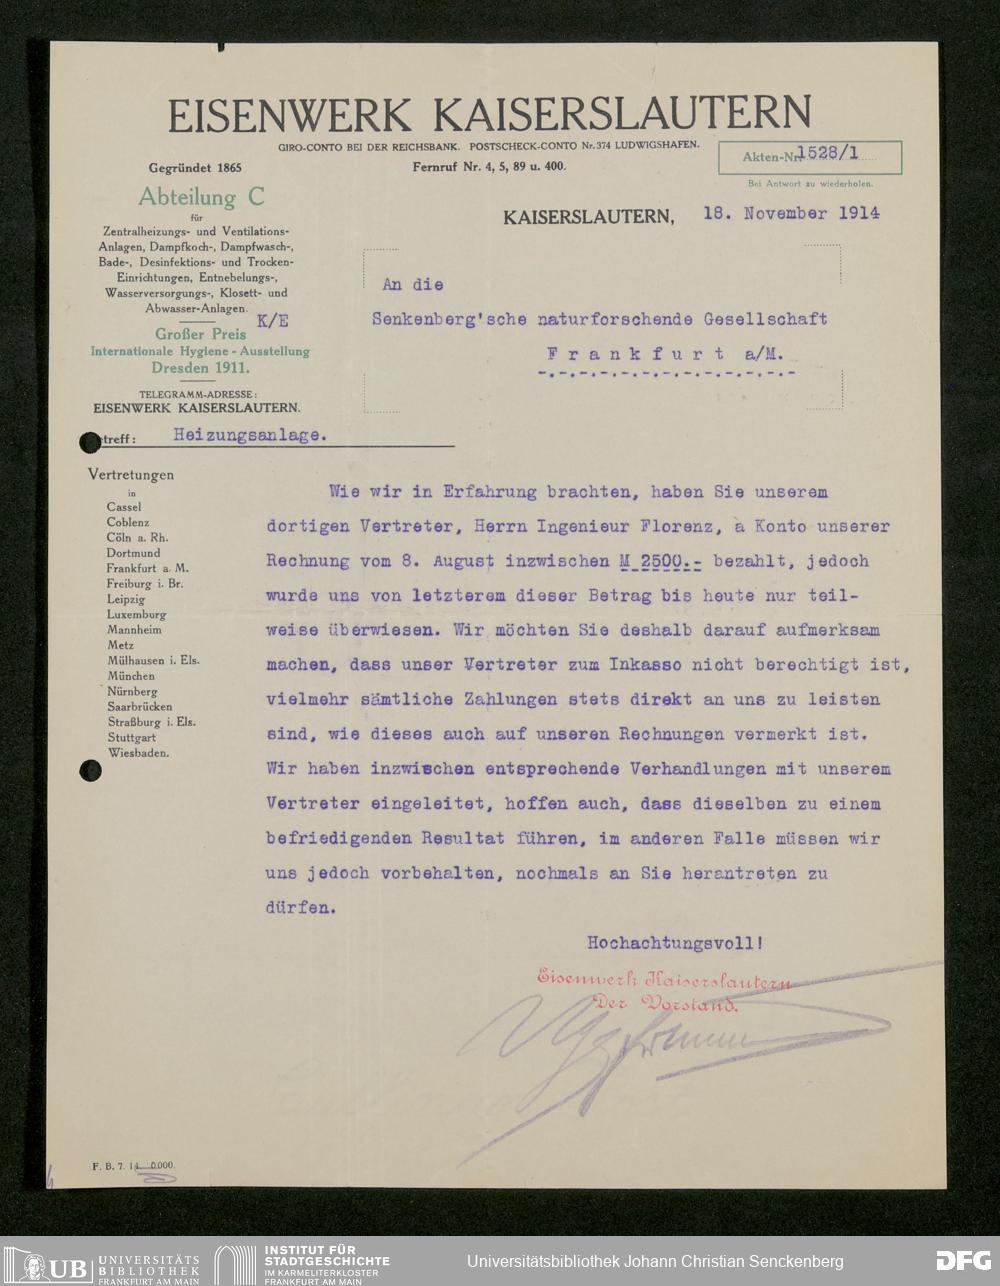 EISENWERK KAISERSLAUTERN
GIRO-CONTO BEI DER REICHSBANK. POSTSCHECK-CONTO Nr. 374 LUDWIGSHAFEN.
Gegründet 1865
Fernruf Nr. 4, 5, 89 u. 400.
Akten-Nr. 1528/1
Bei Antwort zu wiederholen.
Abteilung C
für
Zentralheizungs- und Ventilations-
Anlagen, Dampfkoch-, Dampfwasch-,
Bade-, Desinfektions- und Trocken-
Einrichtungen, Entnebelungs-,
Wasserversorgungs-, Klosett- und
Abwasser-Anlagen.
K/E
Großer Preis
Internationale Hygiene-Ausstellung
Dresden 1911.
TELEGRAMM-ADRESSE:
EISENWERK KAISERSLAUTERN.
KAISERSLAUTERN, 18. November 1914
An die
Senkenberg'sche naturforschende Gesellschaft
Frankfurt a/M.
treff: Heizungsanlage.
Vertretungen
in
Cassel
Coblenz
Cöln a. Rh.
Dortmund
Frankfurt a. M.
Freiburg i. Br.
Leipzig
Luxemburg
Mannheim
Metz
Mülhausen i. Els.
München
Nürnberg
Saarbrücken
Straßburg i. Els.
Stuttgart
Wiesbaden.
Wie wir in Erfahrung brachten, haben Sie unserem
dortigen Vertreter, Herrn Ingenieur Florenz, à Konto unserer
Rechnung vom 8. August inzwischen M 2500.- bezahlt, jedoch
wurde uns von letzterem dieser Betrag bis heute nur teil-
weise überwiesen. Wir möchten Sie deshalb darauf aufmerksam
machen, dass unser Vertreter zum Inkasso nicht berechtigt ist,
vielmehr sämtliche Zahlungen stets direkt an uns zu leisten
sind, wie dieses auch auf unseren Rechnungen vermerkt ist.
Wir haben inzwischen entsprechende Verhandlungen mit unserem
Vertreter eingeleitet, hoffen auch, dass dieselben zu einem
befriedigenden Resultat führen, im anderen Falle müssen wir
uns jedoch vorbehalten, nochmals an Sie herantreten zu
dürfen.
Hochachtungsvoll!
Eisenwerk Kaiserslautern
Der Vorstand.
F. B. 7. 14. 0000.
UB UNIVERSITÄTS
BIBLIOTHEK
FRANKFURT AM MAIN
INSTITUT FÜR
STADTGESCHICHTE
IM KARMELITERKLOSTER
FRANKFURT AM MAIN
Universitätsbibliothek Johann Christian Senckenberg
DFG